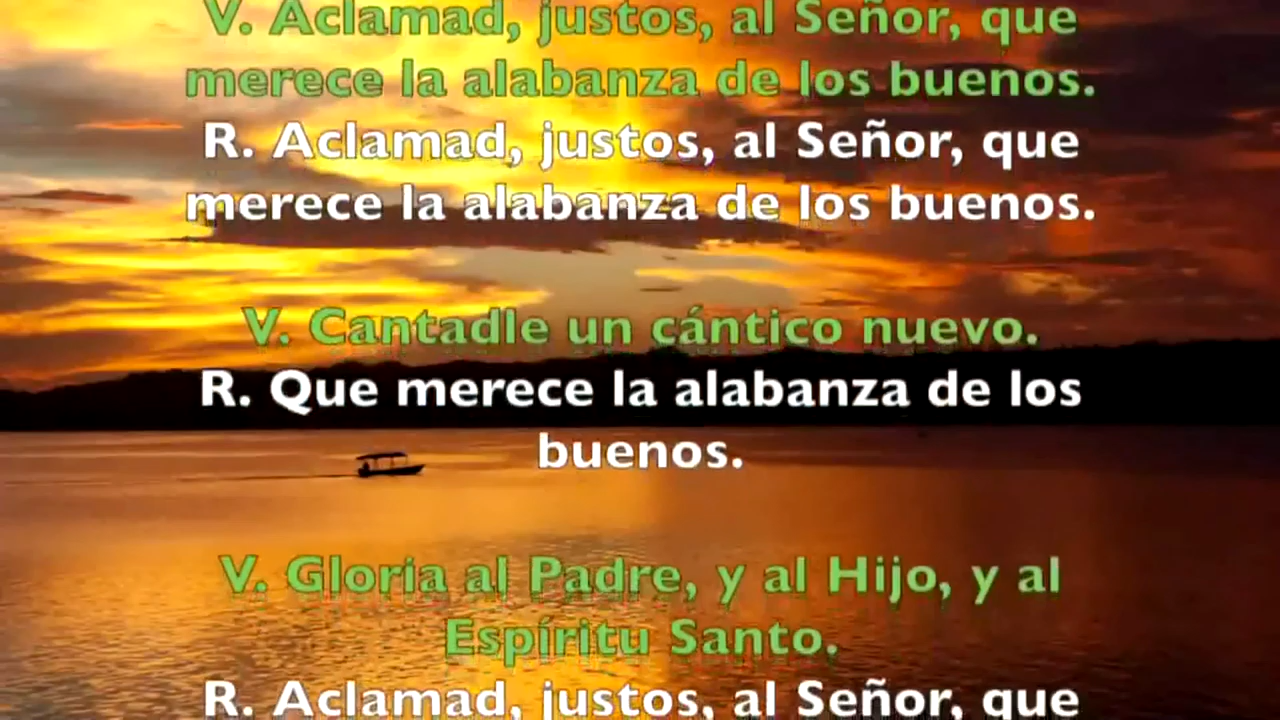 V. Aclamad, justos, al Señor, que
merece la alabanza de los buenos.
R. Aclamad, justos, al Señor, que
merece la alabanza de los buenos.
V. Cantadle un cántico nuevo.
R. Que merece la alabanza de los
buenos.
V. Gloria al Padre, y al Hijo, y al
Espíritu Santo.
R. Aclamad, justos, al Señor, que